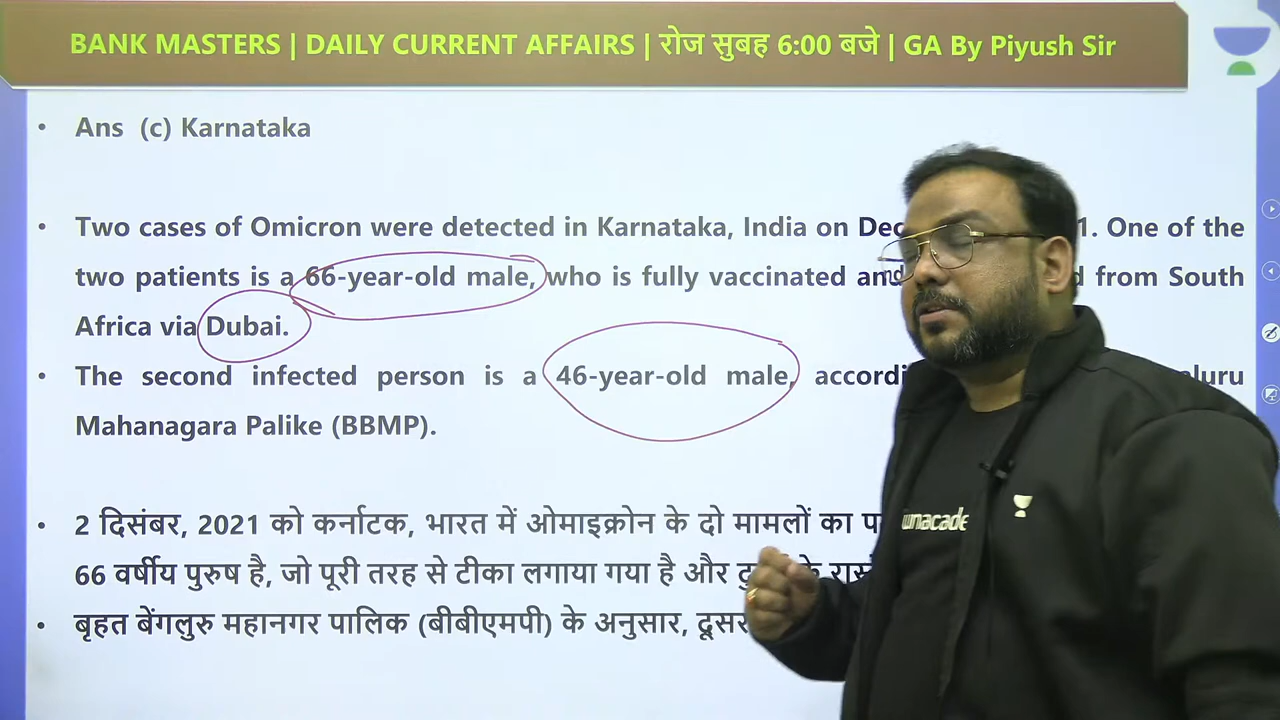 BANK MASTERS | DAILY CURRENT AFFAIRS | रोज सुबह 6:00 बजे | GA By Piyush Sir
• Ans (c) Karnataka
• Two cases of Omicron were detected in Karnataka, India on 1. One of the
two patients is a 66-year-old male, who is fully vaccinated from South
Africa via Dubai.
• The second infected person is a 46-year-old male,
Mahanagara Palike (BBMP).
• 2 दिसंबर, 2021 को कर्नाटक, भारत में ओमाइक्रोन के दो मामलों का
66 वर्षीय पुरुष है, जो पूरी तरह से टीका लगाया गया है और के
• बृहत बेंगलुरु महानगर पालिक (बीबीएमपी) के अनुसार,
unacade